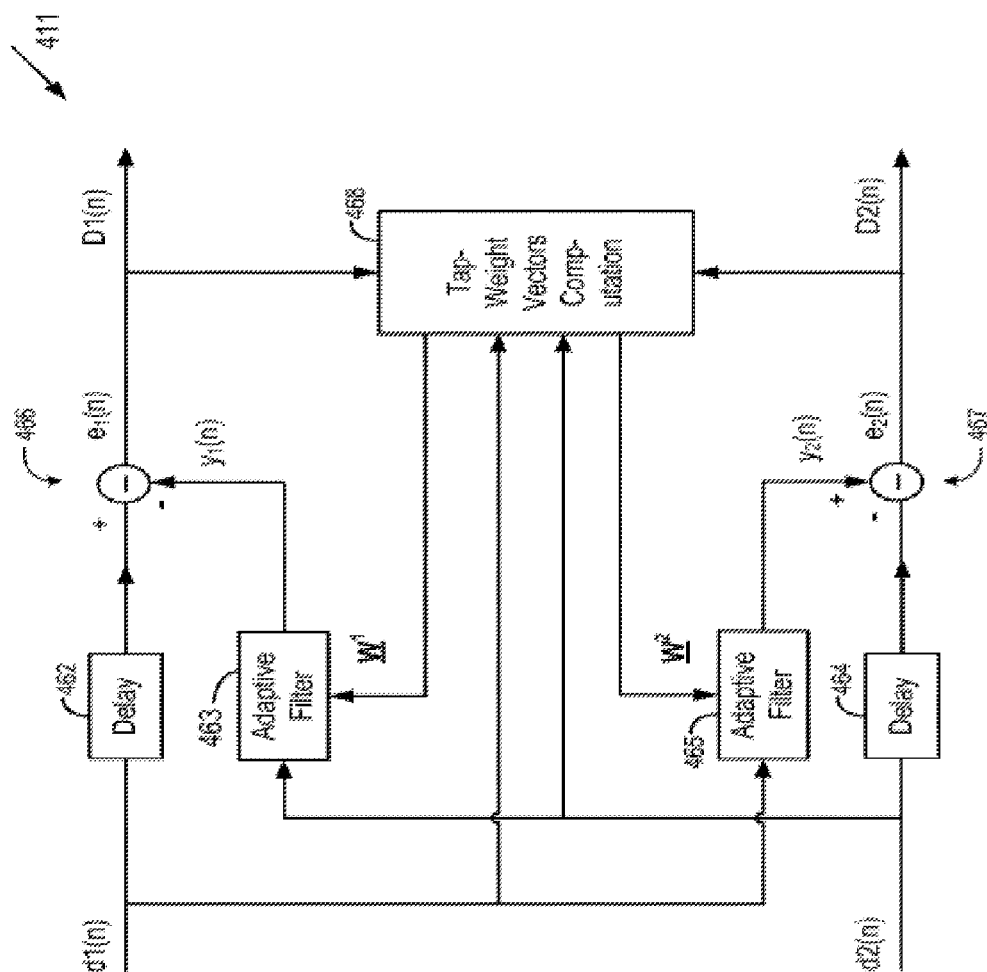 411
D1(n)
D2(n)
468
Tap-
Weight
Vectors
Comp-
utation
466
e₁(n)
y₁(n)
y₂(n)
e₂(n)
467
−
+
-
−
+
-
462
Delay
463
Adaptive
Filter
W¹
W²
465
Adaptive
Filter
464
Delay
d1(n)
d2(n)